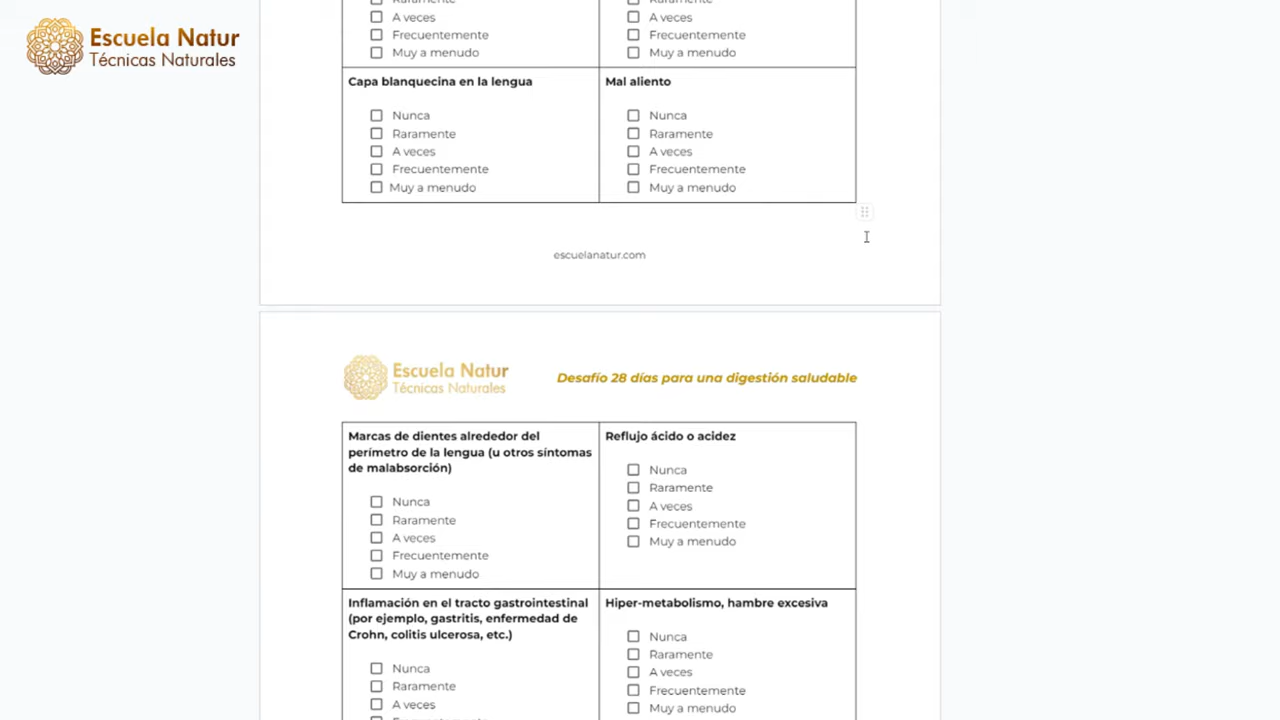 Escuela Natur
Técnicas Naturales
Raramente
A veces
Frecuentemente
Muy a menudo
Raramente
A veces
Frecuentemente
Muy a menudo
Capa blanquecina en la lengua
Nunca
Raramente
A veces
Frecuentemente
Muy a menudo
Mal aliento
Nunca
Raramente
A veces
Frecuentemente
Muy a menudo
escuelanatur.com
Escuela Natur
Técnicas Naturales
Desafío 28 días para una digestión saludable
Marcas de dientes alrededor del
perímetro de la lengua (u otros síntomas
de malabsorción)
Nunca
Raramente
A veces
Frecuentemente
Muy a menudo
Reflujo ácido o acidez
Nunca
Raramente
A veces
Frecuentemente
Muy a menudo
Inflamación en el tracto gastrointestinal
(por ejemplo, gastritis, enfermedad de
Crohn, colitis ulcerosa, etc.)
Nunca
Raramente
A veces
Hiper-metabolismo, hambre excesiva
Nunca
Raramente
A veces
Frecuentemente
Muy a menudo